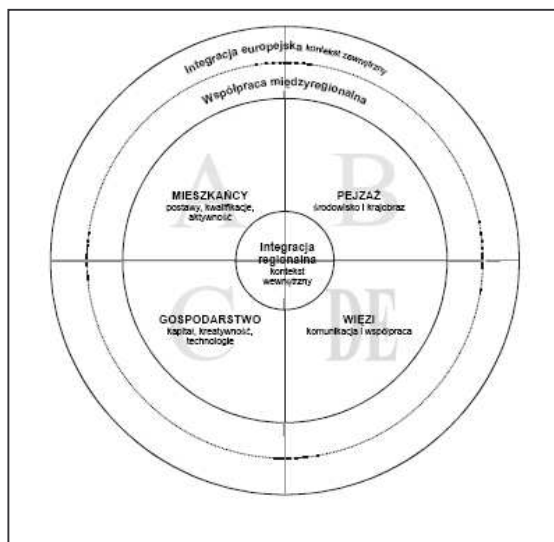 Integracja europejska kontekst zewnętrzny
Współpraca międzyregionalna
A
MIESZKAŃCY
postawy, kwalifikacje,
aktywność
B
PEJZAŻ
środowisko i krajobraz
Integracja
regionalna
kontekst
wewnętrzny
C
GOSPODARSTWO
kapitał, kreatywność,
technologie
DE
WIĘZI
komunikacja i współpraca